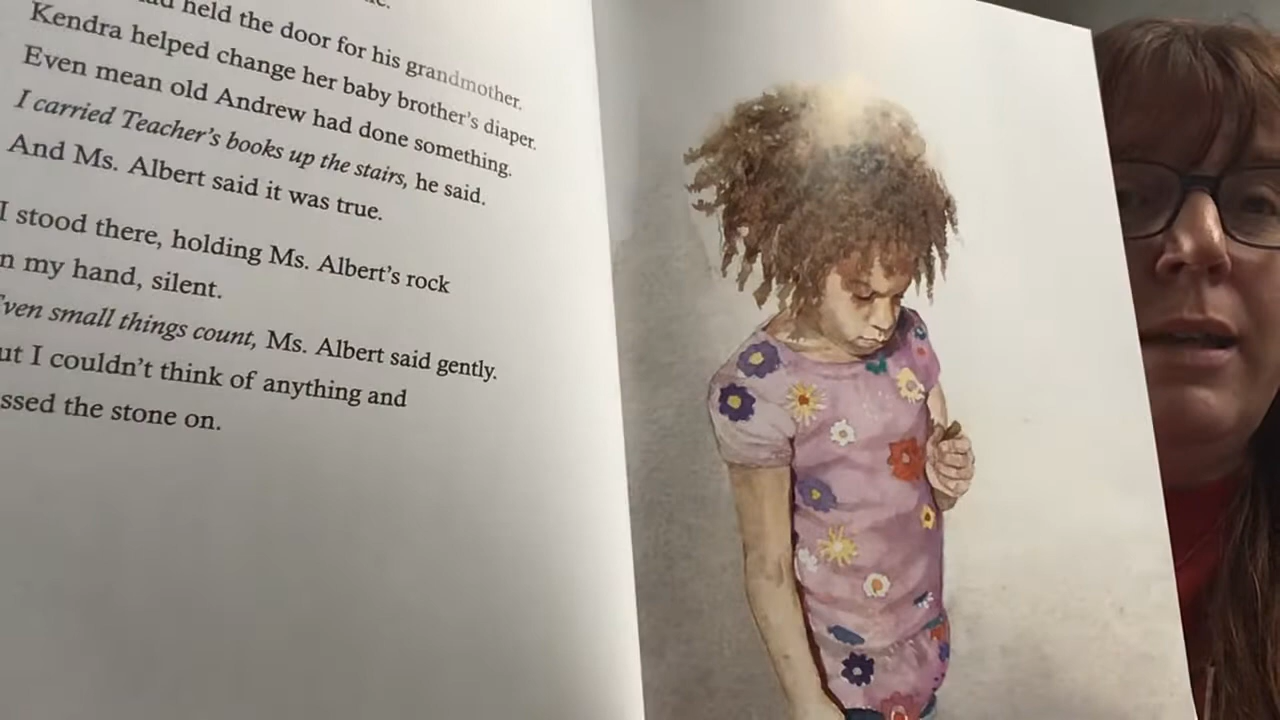 held the door for his grandmother.
Kendra helped change her baby brother's diaper.
Even mean old Andrew had done something.
I carried Teacher's books up the stairs, he said.
And Ms. Albert said it was true.
I stood there, holding Ms. Albert's rock
n my hand, silent.
Even small things count, Ms. Albert said gently.
ut I couldn't think of anything and
ssed the stone on.